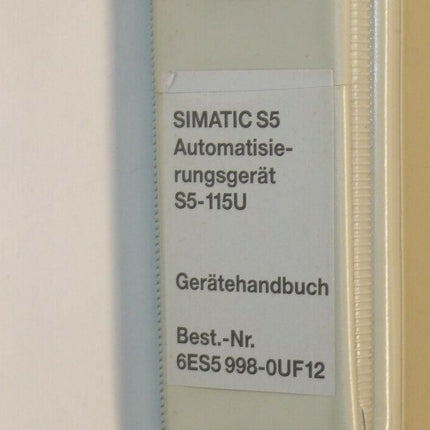 SIMATIC S5
Automatisie-
rungsgerät
S5-115U
Gerätehandbuch
Best.-Nr.
6ES5 998-0UF12